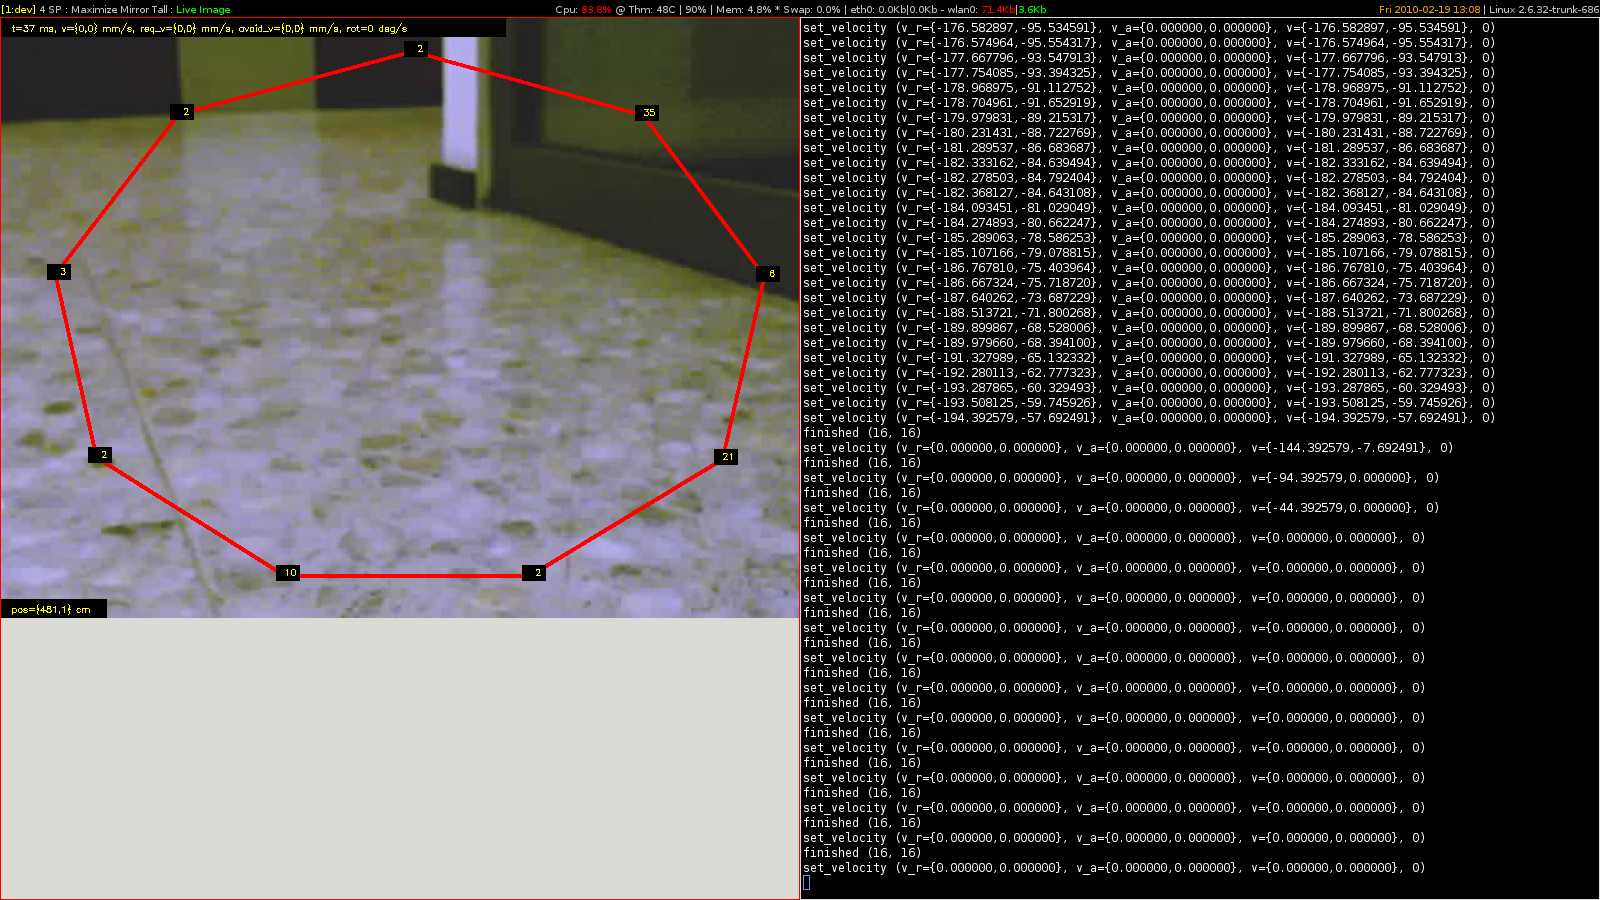 [1:dev] 4 SP : Maximize Mirror Tall : Live Image
Cpu: 83.8% @ Thm: 48C | 90% | Mem: 4.8% * Swap: 0.0% | eth0: 0.0Kb|0.0Kb - wlan0: 71.4Kb|3.6Kb
Fri 2010-02-19 13:08 | Linux 2.6.32-trunk-686
t=37 ms, v={0,0} mm/s, req_v={0,0} mm/s, avoid_v={0,0} mm/s, rot=0 deg/s
2
2
35
3
6
2
21
10
2
pos={481,1} cm
set_velocity (v_r={-176.582897,-95.534591}, v_a={0.000000,0.000000}, v={-176.582897,-95.534591}, 0)
set_velocity (v_r={-176.574964,-95.554317}, v_a={0.000000,0.000000}, v={-176.574964,-95.554317}, 0)
set_velocity (v_r={-177.667796,-93.547913}, v_a={0.000000,0.000000}, v={-177.667796,-93.547913}, 0)
set_velocity (v_r={-177.754085,-93.394325}, v_a={0.000000,0.000000}, v={-177.754085,-93.394325}, 0)
set_velocity (v_r={-178.968975,-91.112752}, v_a={0.000000,0.000000}, v={-178.968975,-91.112752}, 0)
set_velocity (v_r={-178.704961,-91.652919}, v_a={0.000000,0.000000}, v={-178.704961,-91.652919}, 0)
set_velocity (v_r={-179.979831,-89.215317}, v_a={0.000000,0.000000}, v={-179.979831,-89.215317}, 0)
set_velocity (v_r={-180.231431,-88.722769}, v_a={0.000000,0.000000}, v={-180.231431,-88.722769}, 0)
set_velocity (v_r={-181.289537,-86.683687}, v_a={0.000000,0.000000}, v={-181.289537,-86.683687}, 0)
set_velocity (v_r={-182.333162,-84.639494}, v_a={0.000000,0.000000}, v={-182.333162,-84.639494}, 0)
set_velocity (v_r={-182.278503,-84.792404}, v_a={0.000000,0.000000}, v={-182.278503,-84.792404}, 0)
set_velocity (v_r={-182.368127,-84.643108}, v_a={0.000000,0.000000}, v={-182.368127,-84.643108}, 0)
set_velocity (v_r={-184.093451,-81.029049}, v_a={0.000000,0.000000}, v={-184.093451,-81.029049}, 0)
set_velocity (v_r={-184.274893,-80.662247}, v_a={0.000000,0.000000}, v={-184.274893,-80.662247}, 0)
set_velocity (v_r={-185.289063,-78.586253}, v_a={0.000000,0.000000}, v={-185.289063,-78.586253}, 0)
set_velocity (v_r={-185.107166,-79.078815}, v_a={0.000000,0.000000}, v={-185.107166,-79.078815}, 0)
set_velocity (v_r={-186.767810,-75.403964}, v_a={0.000000,0.000000}, v={-186.767810,-75.403964}, 0)
set_velocity (v_r={-186.667324,-75.718720}, v_a={0.000000,0.000000}, v={-186.667324,-75.718720}, 0)
set_velocity (v_r={-187.640262,-73.687229}, v_a={0.000000,0.000000}, v={-187.640262,-73.687229}, 0)
set_velocity (v_r={-188.513721,-71.800268}, v_a={0.000000,0.000000}, v={-188.513721,-71.800268}, 0)
set_velocity (v_r={-189.899867,-68.528006}, v_a={0.000000,0.000000}, v={-189.899867,-68.528006}, 0)
set_velocity (v_r={-189.979660,-68.394100}, v_a={0.000000,0.000000}, v={-189.979660,-68.394100}, 0)
set_velocity (v_r={-191.327989,-65.132332}, v_a={0.000000,0.000000}, v={-191.327989,-65.132332}, 0)
set_velocity (v_r={-192.280113,-62.777323}, v_a={0.000000,0.000000}, v={-192.280113,-62.777323}, 0)
set_velocity (v_r={-193.287865,-60.329493}, v_a={0.000000,0.000000}, v={-193.287865,-60.329493}, 0)
set_velocity (v_r={-193.508125,-59.745926}, v_a={0.000000,0.000000}, v={-193.508125,-59.745926}, 0)
set_velocity (v_r={-194.392579,-57.692491}, v_a={0.000000,0.000000}, v={-194.392579,-57.692491}, 0)
finished (16, 16)
set_velocity (v_r={0.000000,0.000000}, v_a={0.000000,0.000000}, v={-144.392579,-7.692491}, 0)
finished (16, 16)
set_velocity (v_r={0.000000,0.000000}, v_a={0.000000,0.000000}, v={-94.392579,0.000000}, 0)
finished (16, 16)
set_velocity (v_r={0.000000,0.000000}, v_a={0.000000,0.000000}, v={-44.392579,0.000000}, 0)
finished (16, 16)
set_velocity (v_r={0.000000,0.000000}, v_a={0.000000,0.000000}, v={0.000000,0.000000}, 0)
finished (16, 16)
set_velocity (v_r={0.000000,0.000000}, v_a={0.000000,0.000000}, v={0.000000,0.000000}, 0)
finished (16, 16)
set_velocity (v_r={0.000000,0.000000}, v_a={0.000000,0.000000}, v={0.000000,0.000000}, 0)
finished (16, 16)
set_velocity (v_r={0.000000,0.000000}, v_a={0.000000,0.000000}, v={0.000000,0.000000}, 0)
finished (16, 16)
set_velocity (v_r={0.000000,0.000000}, v_a={0.000000,0.000000}, v={0.000000,0.000000}, 0)
finished (16, 16)
set_velocity (v_r={0.000000,0.000000}, v_a={0.000000,0.000000}, v={0.000000,0.000000}, 0)
finished (16, 16)
set_velocity (v_r={0.000000,0.000000}, v_a={0.000000,0.000000}, v={0.000000,0.000000}, 0)
finished (16, 16)
set_velocity (v_r={0.000000,0.000000}, v_a={0.000000,0.000000}, v={0.000000,0.000000}, 0)
finished (16, 16)
set_velocity (v_r={0.000000,0.000000}, v_a={0.000000,0.000000}, v={0.000000,0.000000}, 0)
finished (16, 16)
set_velocity (v_r={0.000000,0.000000}, v_a={0.000000,0.000000}, v={0.000000,0.000000}, 0)
finished (16, 16)
set_velocity (v_r={0.000000,0.000000}, v_a={0.000000,0.000000}, v={0.000000,0.000000}, 0)
finished (16, 16)
set_velocity (v_r={0.000000,0.000000}, v_a={0.000000,0.000000}, v={0.000000,0.000000}, 0)